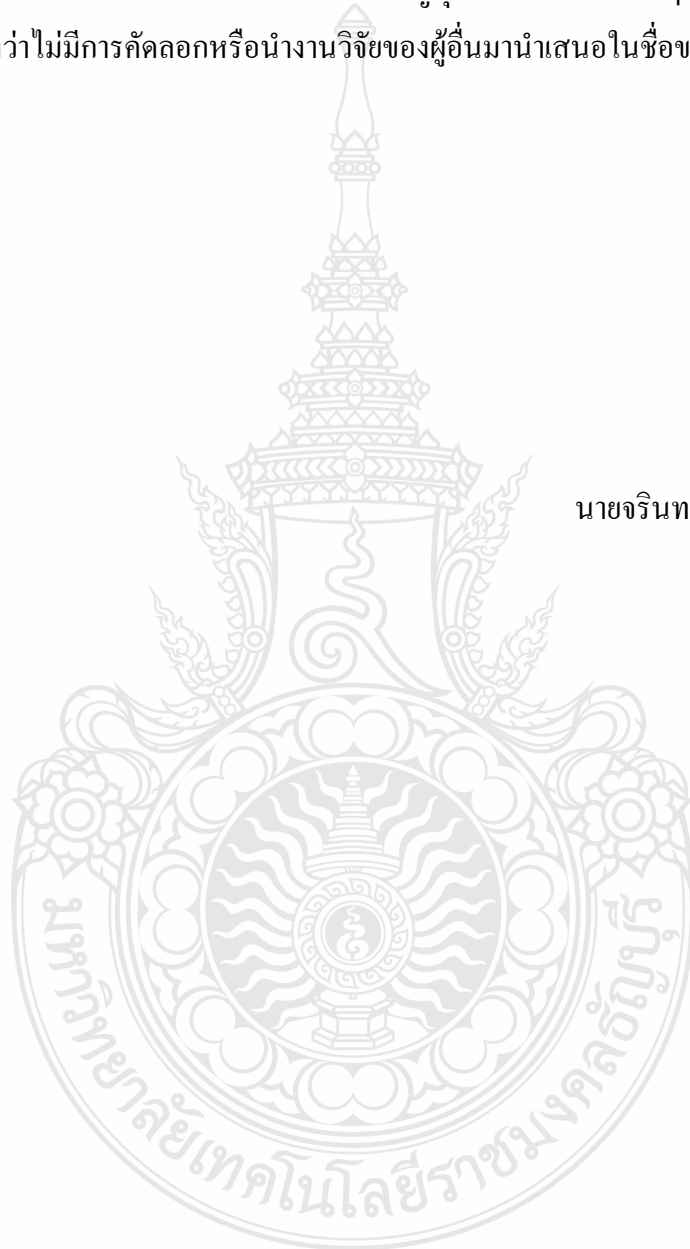 ว่าไม่มีการคัดลอกหรือนำงานวิจัยของผู้อื่นมานำเสนอในชื่อข
นายจรินท
มหาวิทยาลัยเทคโนโลยีราชมงคลธัญบุรี